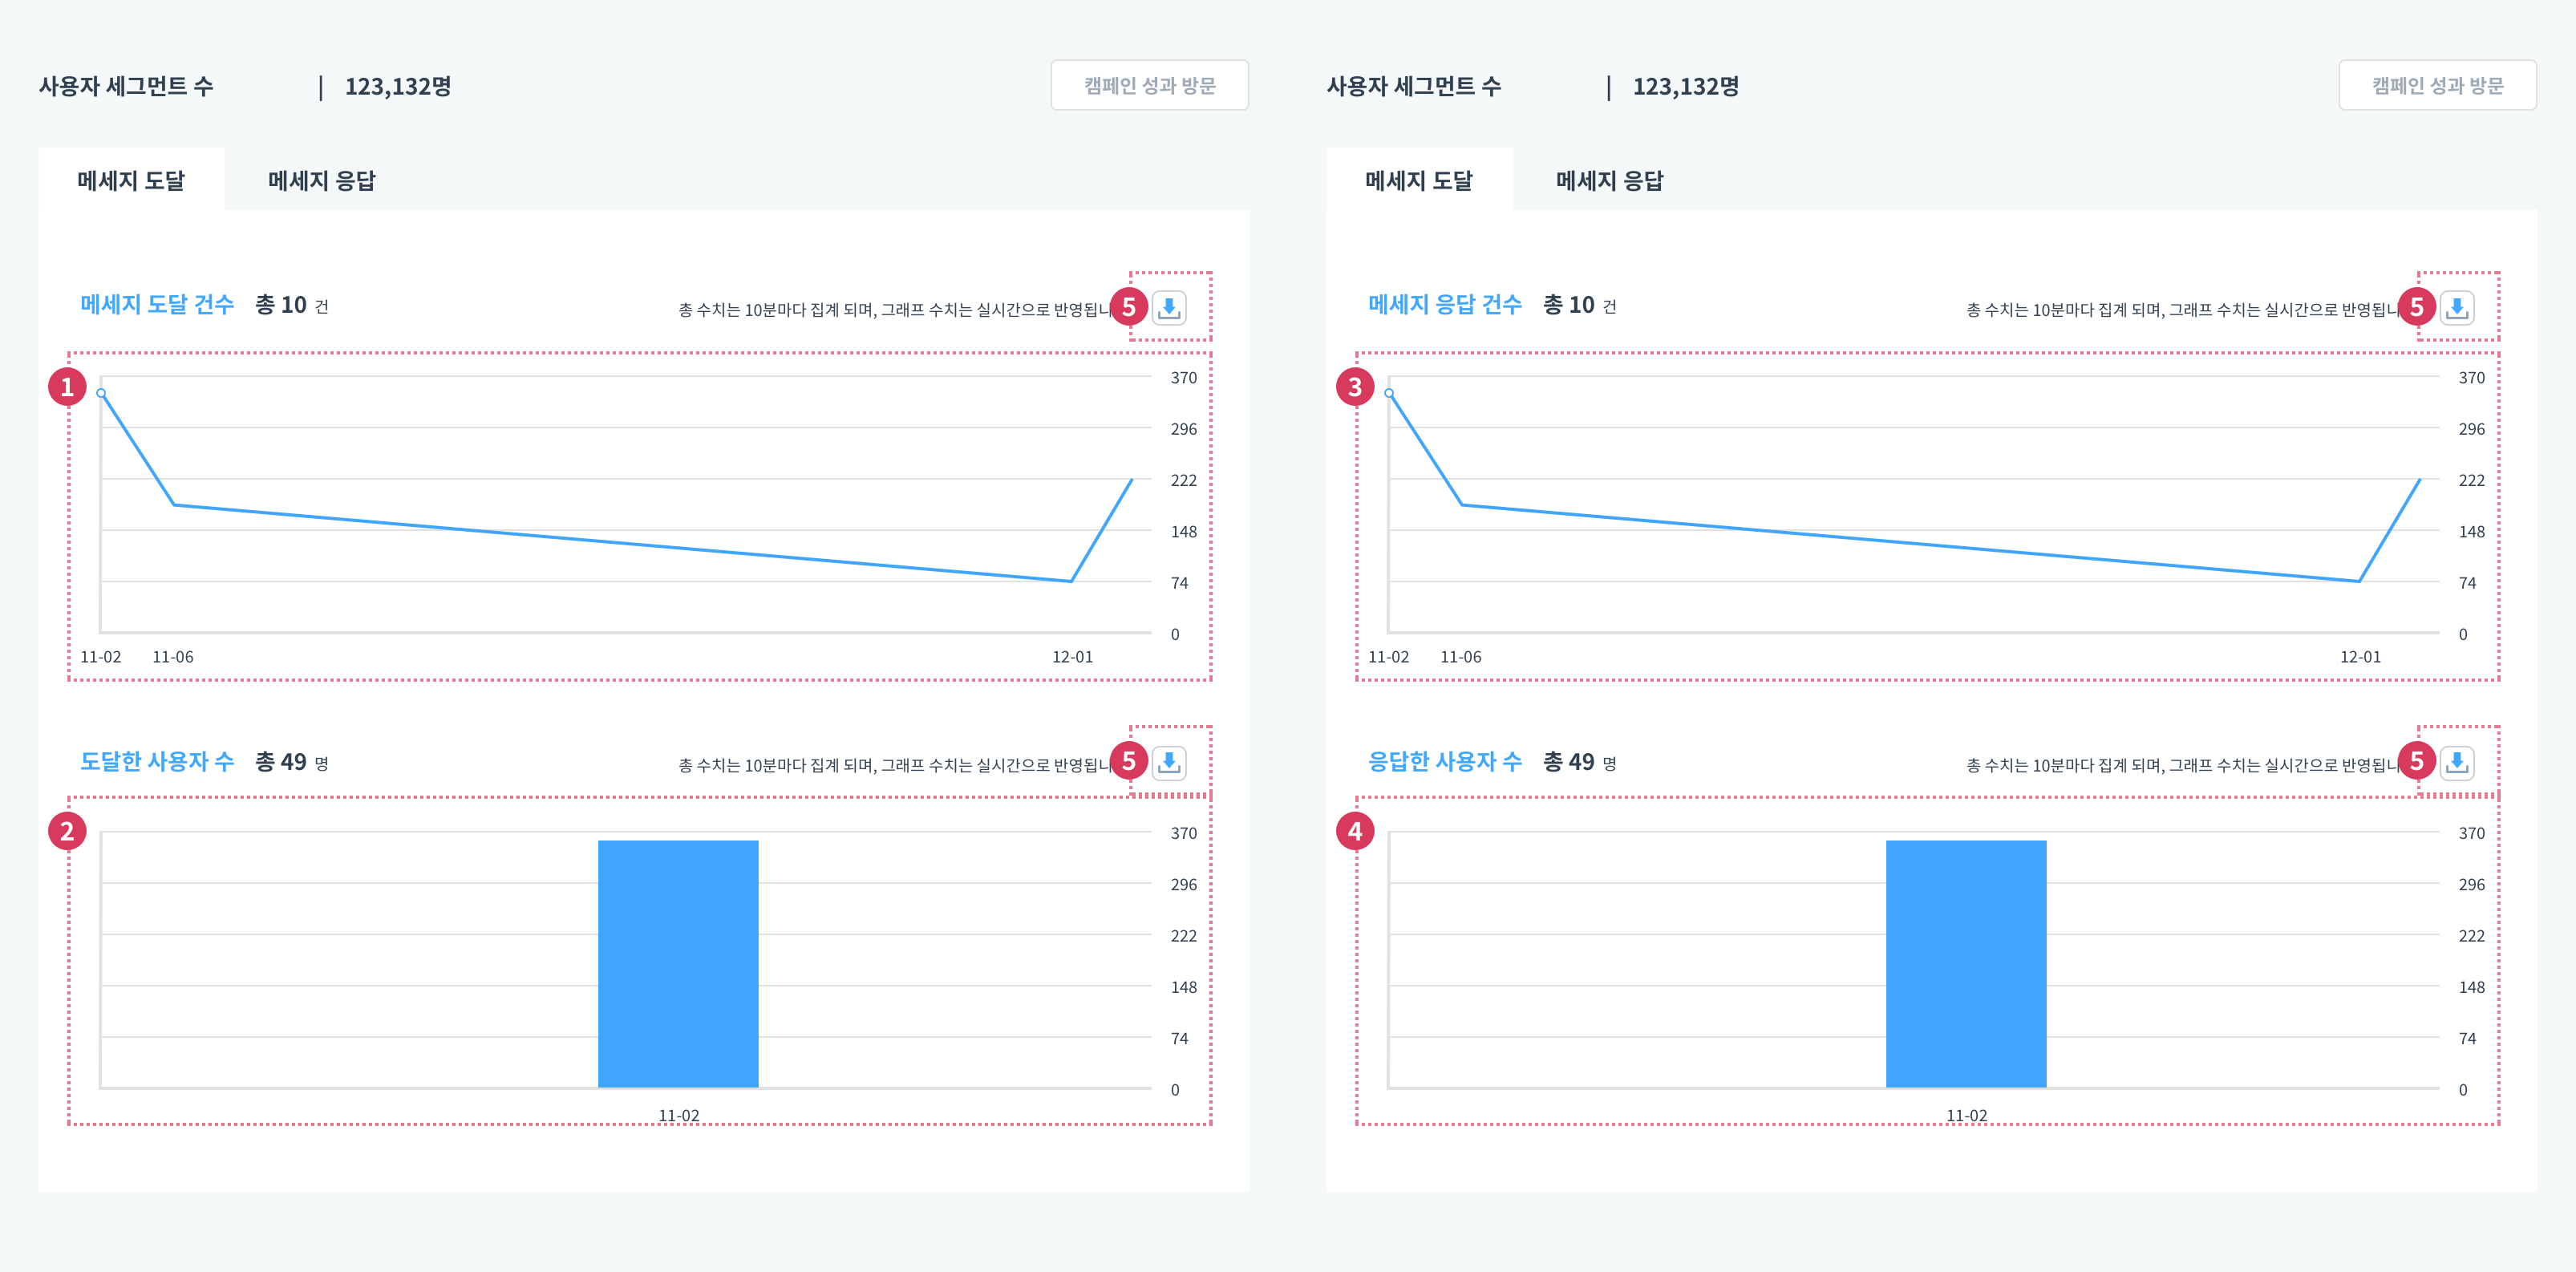 사용자 세그먼트 수 | 123,132명
캠페인 성과 방문
메세지 도달
메세지 응답
메세지 도달 건수 총 10 건
총 수치는 10분마다 집계 되며, 그래프 수치는 실시간으로 반영됩니
5
1
370
296
222
148
74
0
11-02
11-06
12-01
도달한 사용자 수 총 49 명
총 수치는 10분마다 집계 되며, 그래프 수치는 실시간으로 반영됩니
5
2
370
296
222
148
74
0
11-02
사용자 세그먼트 수 | 123,132명
캠페인 성과 방문
메세지 도달
메세지 응답
메세지 응답 건수 총 10 건
총 수치는 10분마다 집계 되며, 그래프 수치는 실시간으로 반영됩니
5
3
370
296
222
148
74
0
11-02
11-06
12-01
응답한 사용자 수 총 49 명
총 수치는 10분마다 집계 되며, 그래프 수치는 실시간으로 반영됩니
5
4
370
296
222
148
74
0
11-02